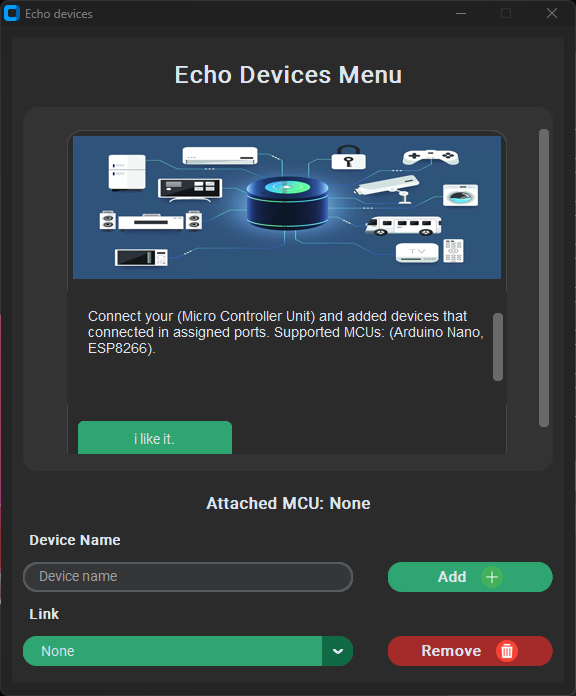 Echo devices
Echo Devices Menu
TV
Connect your (Micro Controller Unit) and added devices that
connected in assigned ports. Supported MCUs: (Arduino Nano,
ESP8266).
i like it.
Attached MCU: None
Device Name
Device name
Add
Link
None
Remove